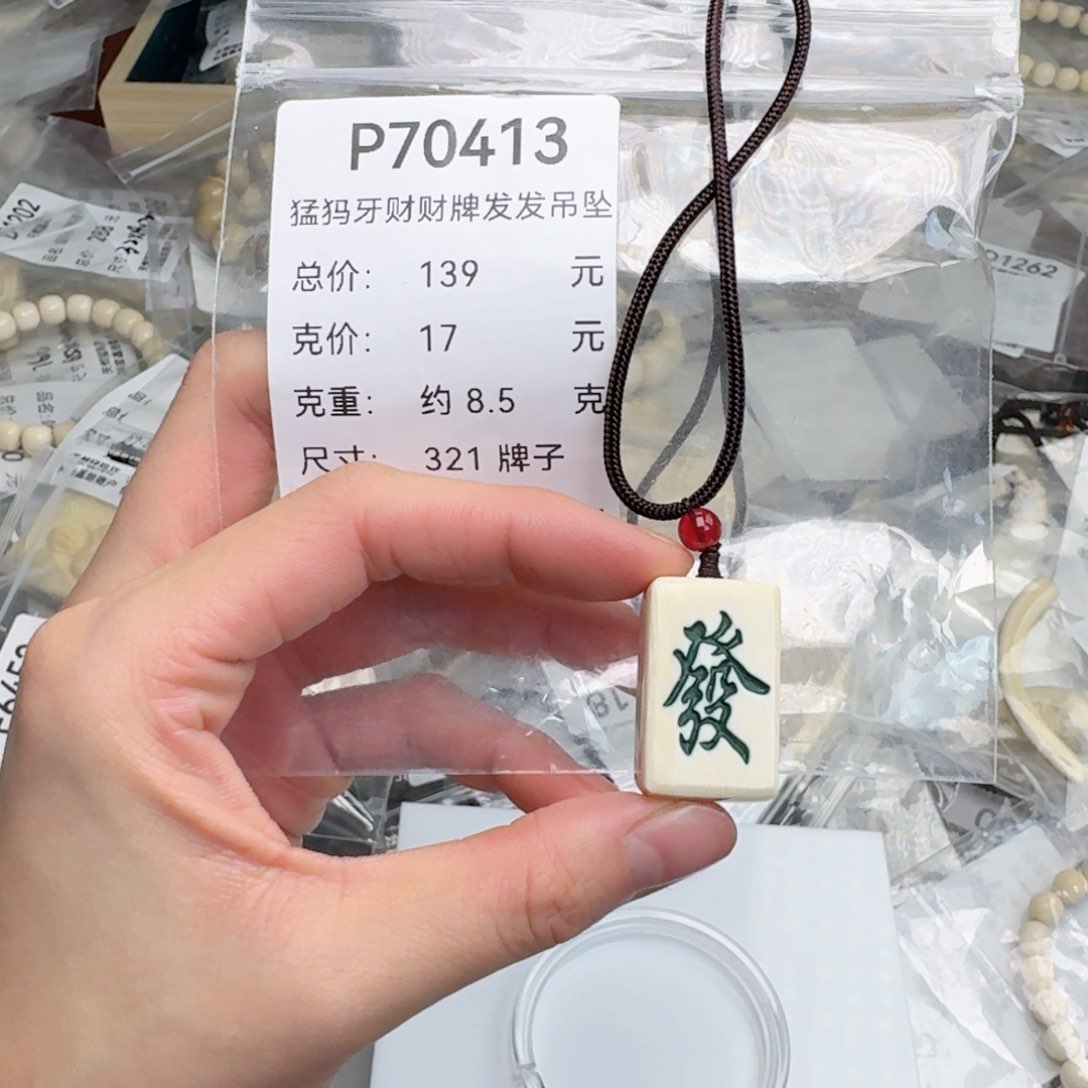 P70413
猛犸牙财财牌发发吊坠
总价： 139 元
克价： 17 元
克重： 约 8.5 克
尺寸： 321 牌子
發
01262